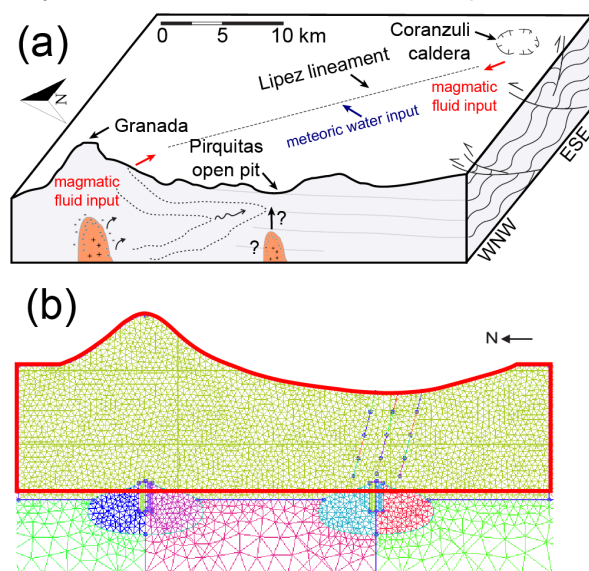 (a)
0 5 10 km
Coranzuli
caldera
Lipez lineament
magmatic
fluid input
meteoric water input
N
Granada
Pirquitas
open pit
magmatic
fluid input
?
?
ESE
WNW
(b)
N